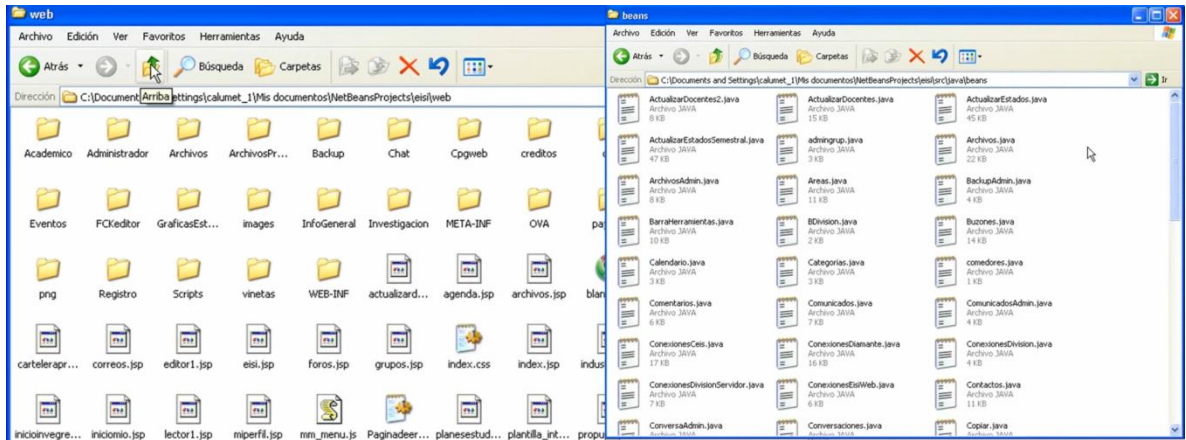 web
Archivo Edición Ver Favoritos Herramientas Ayuda
Atrás Búsqueda Carpetas
Dirección C:\Document Arriba ettings\calumet_1\Mis documentos\NetBeansProjects\eisi\web
Academico Administrador Archivos ArchivosPr... Backup Chat Cpgweb creditos
Eventos FCKeditor GraficasEst... images InfoGeneral Investigacion META-INF OVA
png Registro Scripts vinetas WEB-INF actualizard... agenda.jsp archivos.jsp
cartelerapr... correos.jsp editor1.jsp eisi.jsp foros.jsp grupos.jsp index.css index.jsp indus
inicioinvegre... iniciomio.jsp lector1.jsp miperfil.jsp mm_menu.js Paginadeer... planesestud... plantilla_int... propu
beans
Archivo Edición Ver Favoritos Herramientas Ayuda
Atrás Búsqueda Carpetas
Dirección C:\Documents and Settings\calumet_1\Mis documentos\NetBeansProjects\eisi\src\java\beans Ir
ActualizarDocentes2.java ActualizarDocentes.java ActualizarEstados.java
Archivo JAVA Archivo JAVA Archivo JAVA
8 KB 15 KB 45 KB
ActualizarEstadosSemestral.java admingrup.java Archivos.java
Archivo JAVA Archivo JAVA Archivo JAVA
47 KB 3 KB 22 KB
ArchivosAdmin.java Areas.java BackupAdmin.java
Archivo JAVA Archivo JAVA Archivo JAVA
8 KB 11 KB 4 KB
BarraHerramientas.java BDivision.java Buzones.java
Archivo JAVA Archivo JAVA Archivo JAVA
10 KB 2 KB 14 KB
Calendario.java Categorias.java comedores.java
Archivo JAVA Archivo JAVA Archivo JAVA
3 KB 3 KB 1 KB
Comentarios.java Comunicados.java ComunicadosAdmin.java
Archivo JAVA Archivo JAVA Archivo JAVA
6 KB 7 KB 4 KB
ConexionesCeis.java ConexionesDiamante.java ConexionesDivision.java
Archivo JAVA Archivo JAVA Archivo JAVA
17 KB 16 KB 4 KB
ConexionesDivisionServidor.java ConexionesEisiWeb.java Contactos.java
Archivo JAVA Archivo JAVA Archivo JAVA
7 KB 6 KB 11 KB
ConversaAdmin.java Conversaciones.java Copiar.java
Archivo JAVA Archivo JAVA Archivo JAVA